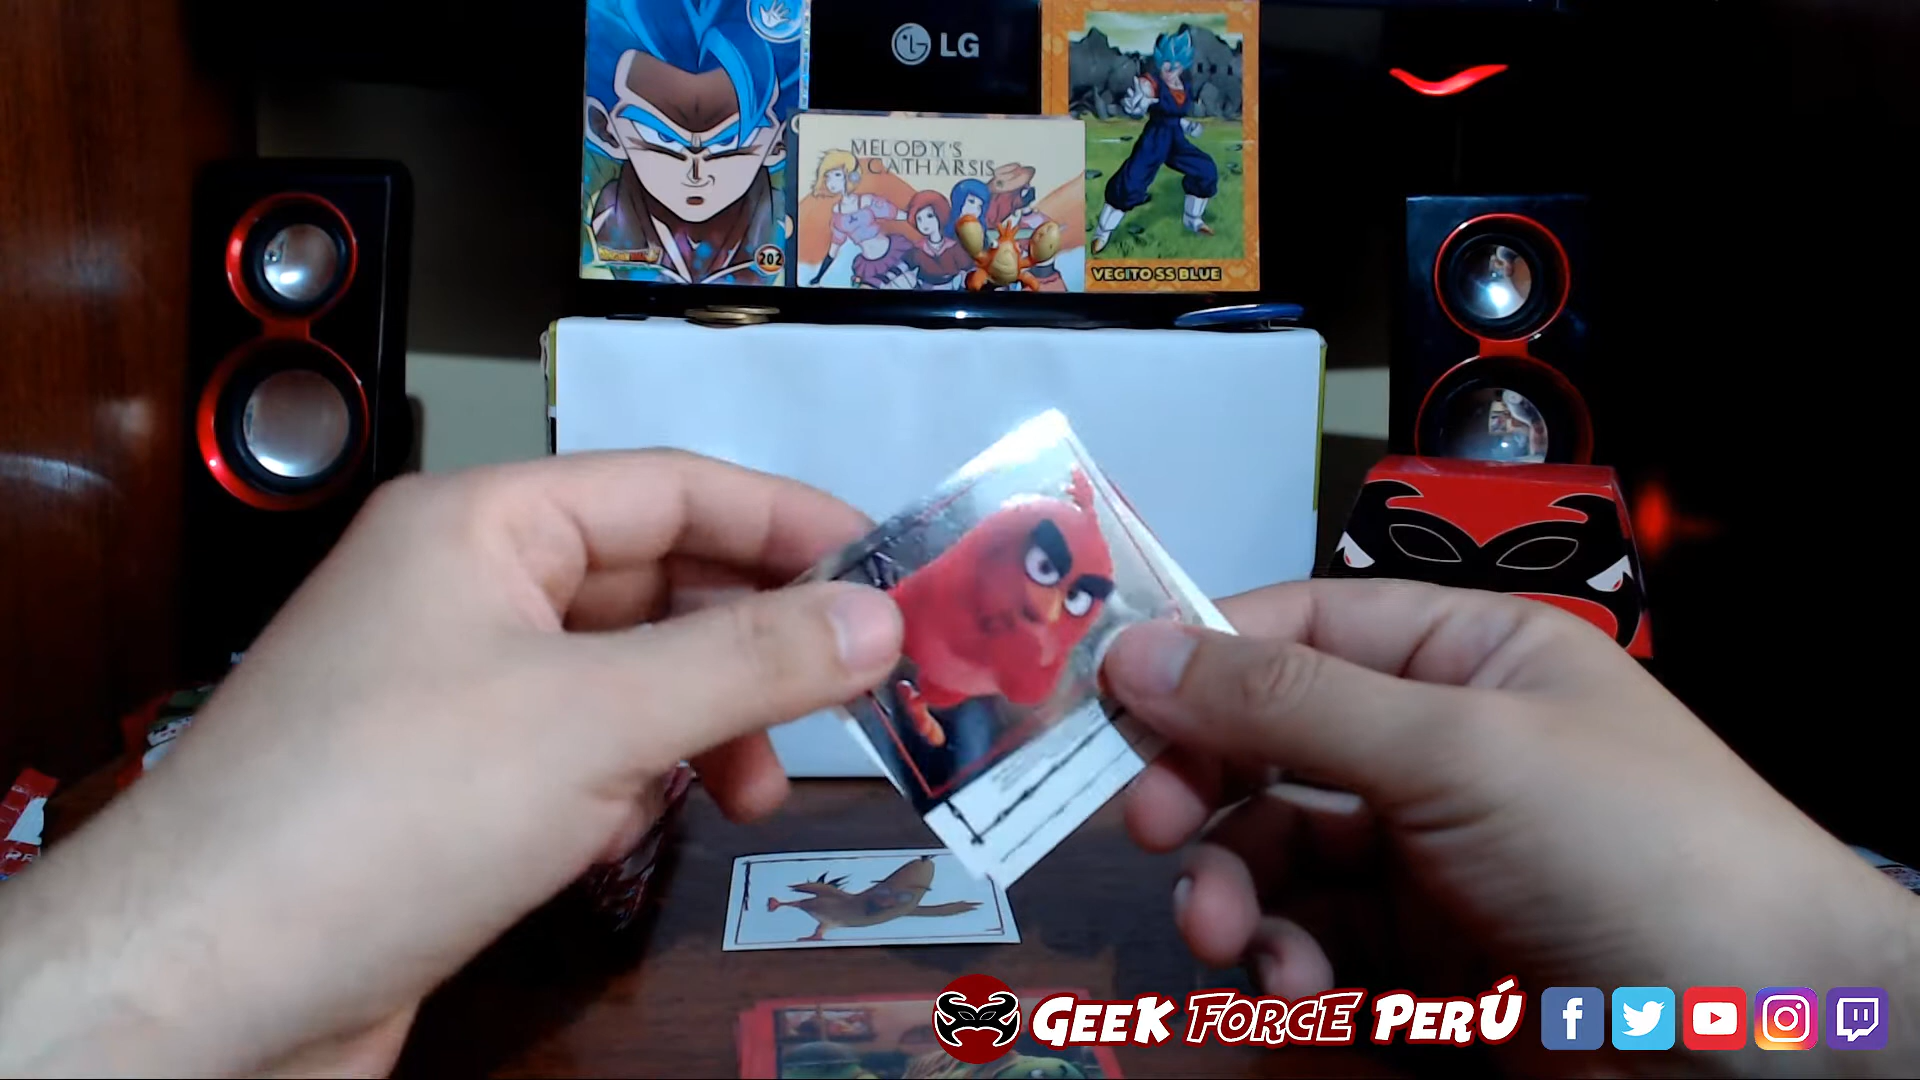 LG
MELODY'S
CATHARSIS
202
VEGITO SS BLUE
GEEK FORCE PERÚ